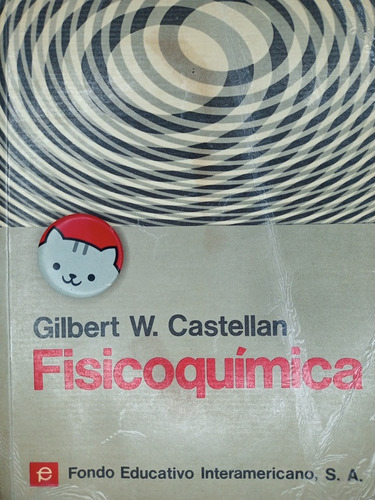 Gilbert W. Castellan
Fisicoquímica
Fondo Educativo Interamericano, S. A.